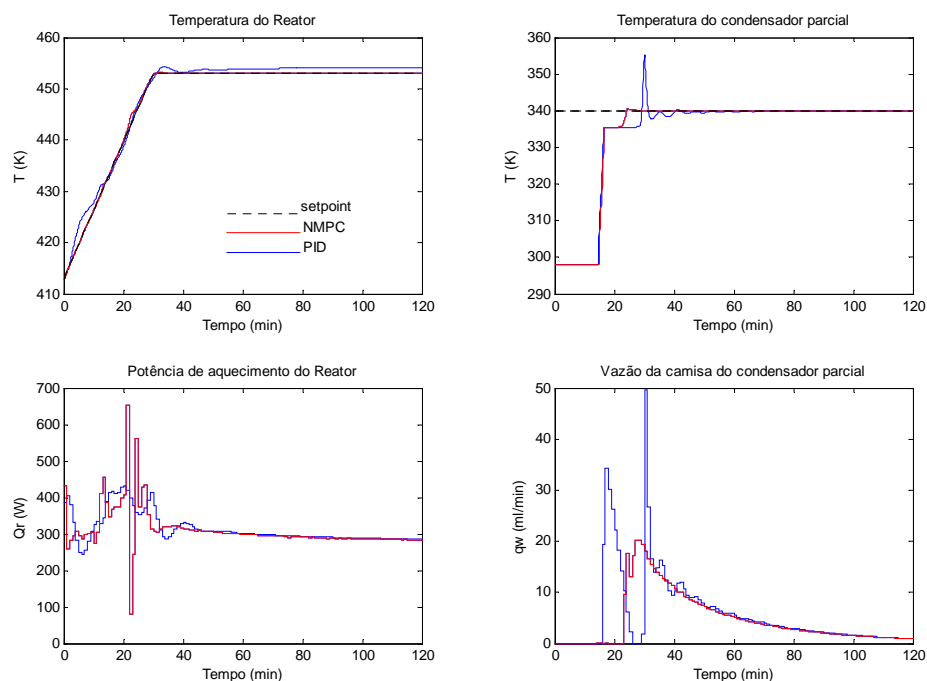 Temperatura do Reator
460
450
440
430
420
410
T (K)
0 20 40 60 80 100 120
Tempo (min)
setpoint
NMPC
PID
Temperatura do condensador parcial
360
350
340
330
320
310
300
290
T (K)
0 20 40 60 80 100 120
Tempo (min)
Potência de aquecimento do Reator
700
600
500
400
300
200
100
0
Qr (W)
0 20 40 60 80 100 120
Tempo (min)
Vazão da camisa do condensador parcial
50
40
30
20
10
0
qw (ml/min)
0 20 40 60 80 100 120
Tempo (min)